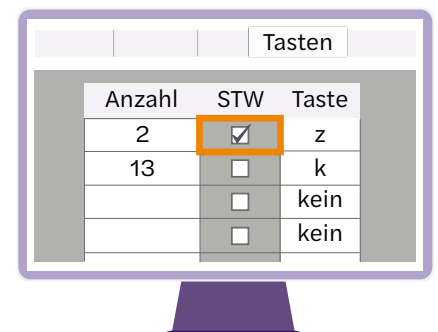 Tasten
Anzahl STW Taste
2 z
13 k
kein
kein